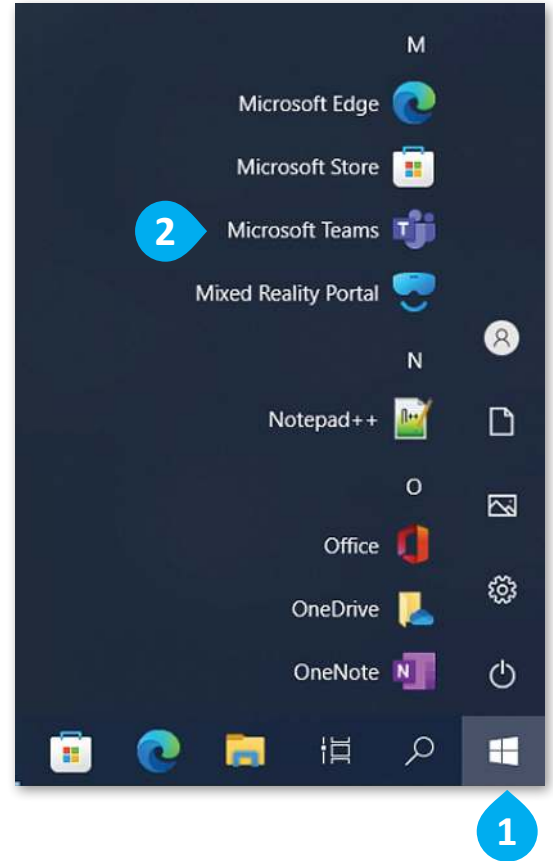 M
Microsoft Edge
Microsoft Store
2
Microsoft Teams
Mixed Reality Portal
N
Notepad++
O
Office
OneDrive
OneNote
1